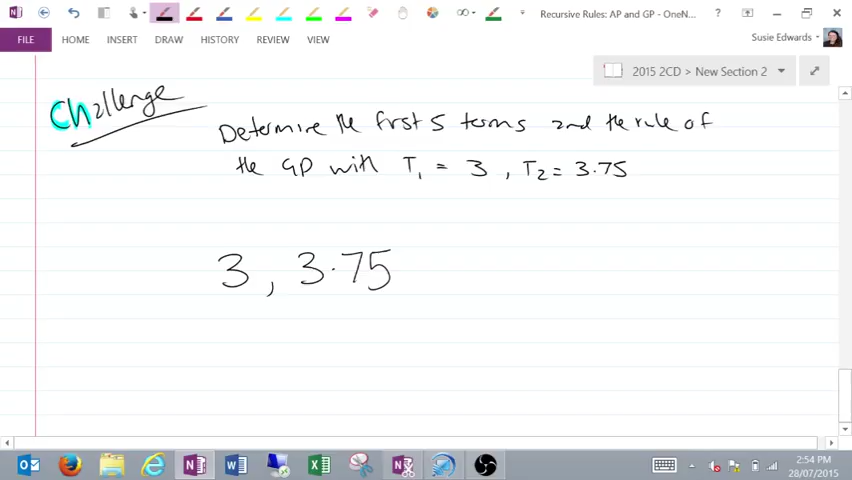 Recursive Rules: AP and GP - OneN...
FILE HOME INSERT DRAW HISTORY REVIEW VIEW
Susie Edwards
2015 2CD > New Section 2
Challenge
Determine the first 5 terms and the rule of
the GP with T₁ = 3, T₂ = 3.75
3, 3.75
2:54 PM
28/07/2015